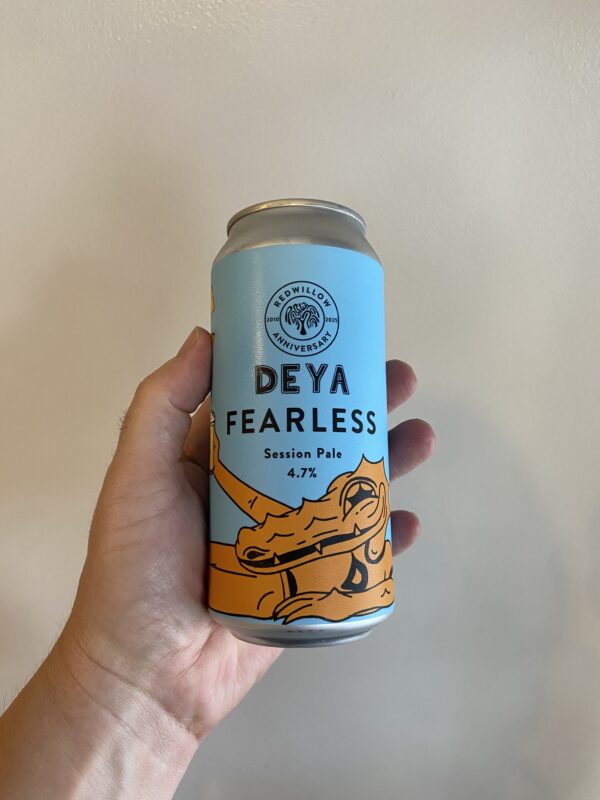 REDWILLOW
2010 2025
ANNIVERSARY
DEYA
FEARLESS
Session Pale
4.7%